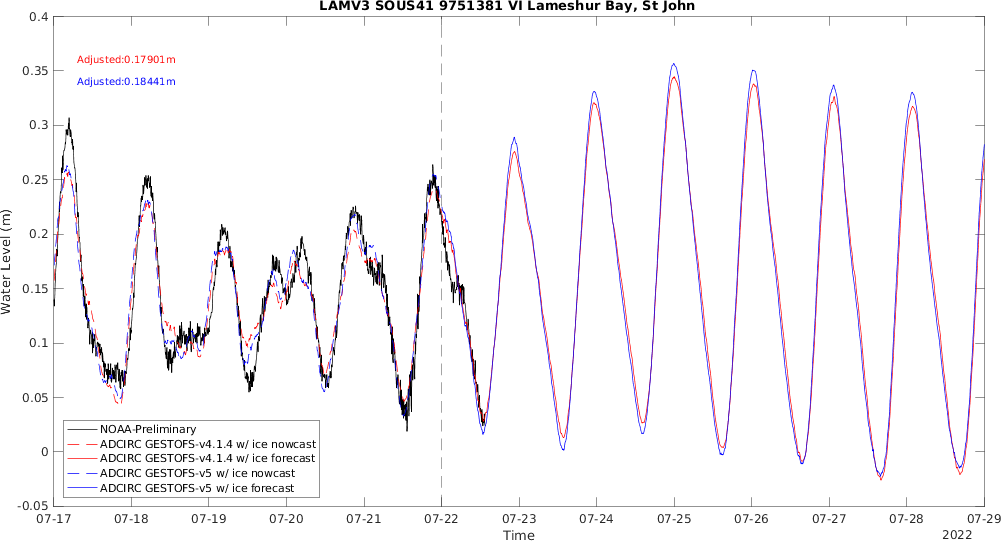 LAMV3 SOUS41 9751381 VI Lameshur Bay, St John
0.4
0.35
0.3
0.25
0.2
0.15
0.1
0.05
0
-0.05
Water Level (m)
Adjusted:0.17901m
Adjusted:0.18441m
NOAA-Preliminary
ADCIRC GESTOFS-v4.1.4 w/ ice nowcast
ADCIRC GESTOFS-v4.1.4 w/ ice forecast
ADCIRC GESTOFS-v5 w/ ice nowcast
ADCIRC GESTOFS-v5 w/ ice forecast
07-17 07-18 07-19 07-20 07-21 07-22 07-23 07-24 07-25 07-26 07-27 07-28 07-29
Time
2022